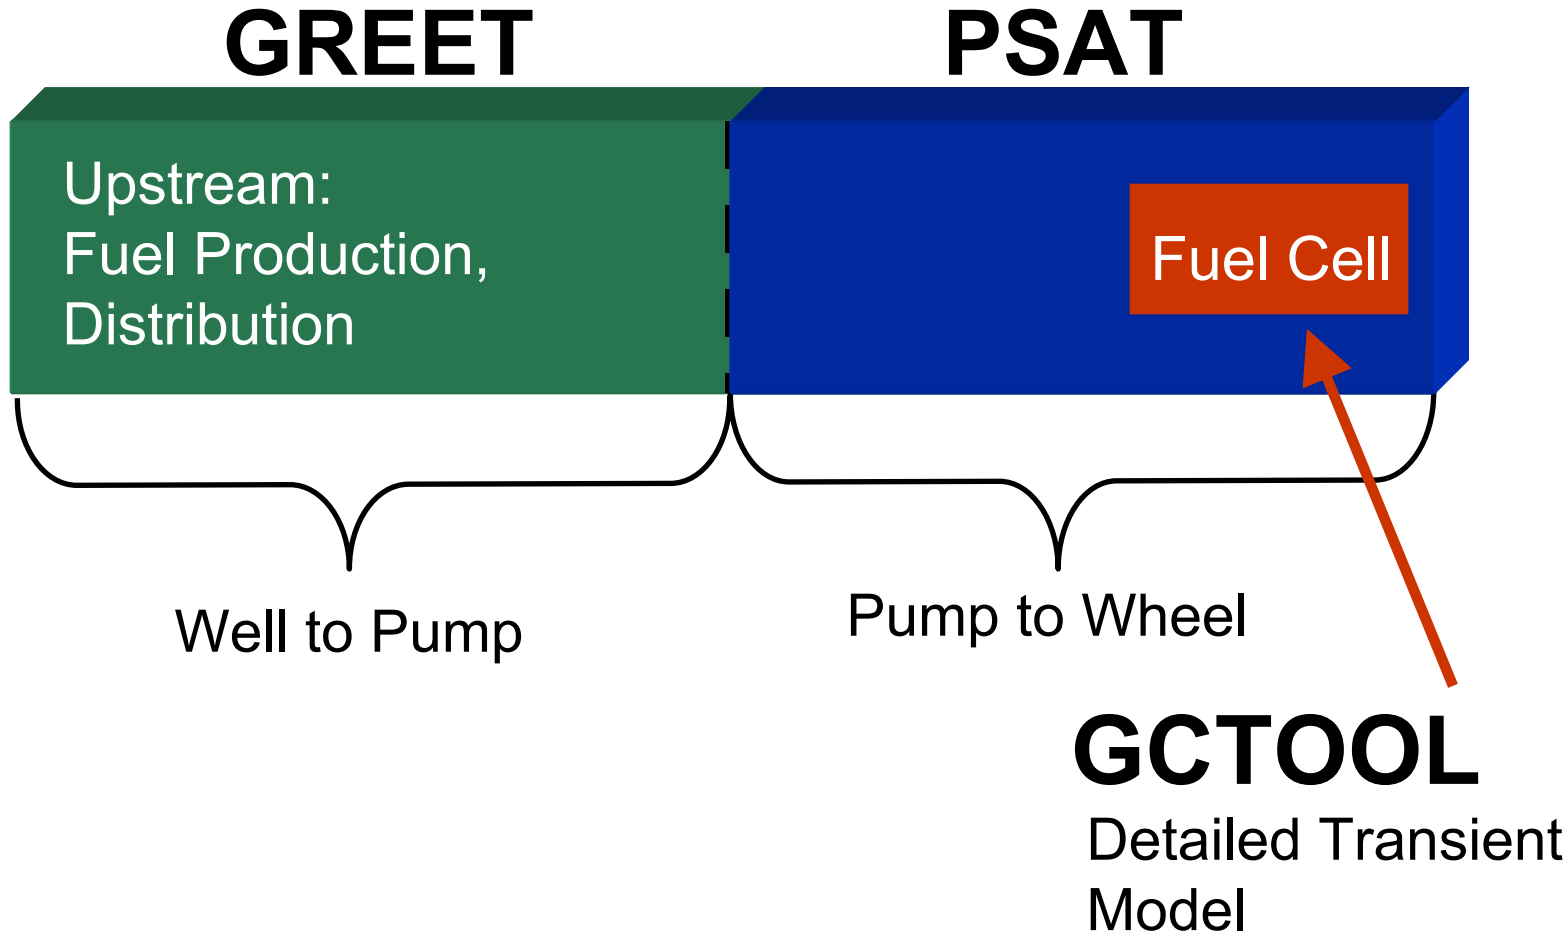 GREET
PSAT
Upstream:
Fuel Production,
Distribution
Fuel Cell
Well to Pump
Pump to Wheel
GCTOOL
Detailed Transient
Model